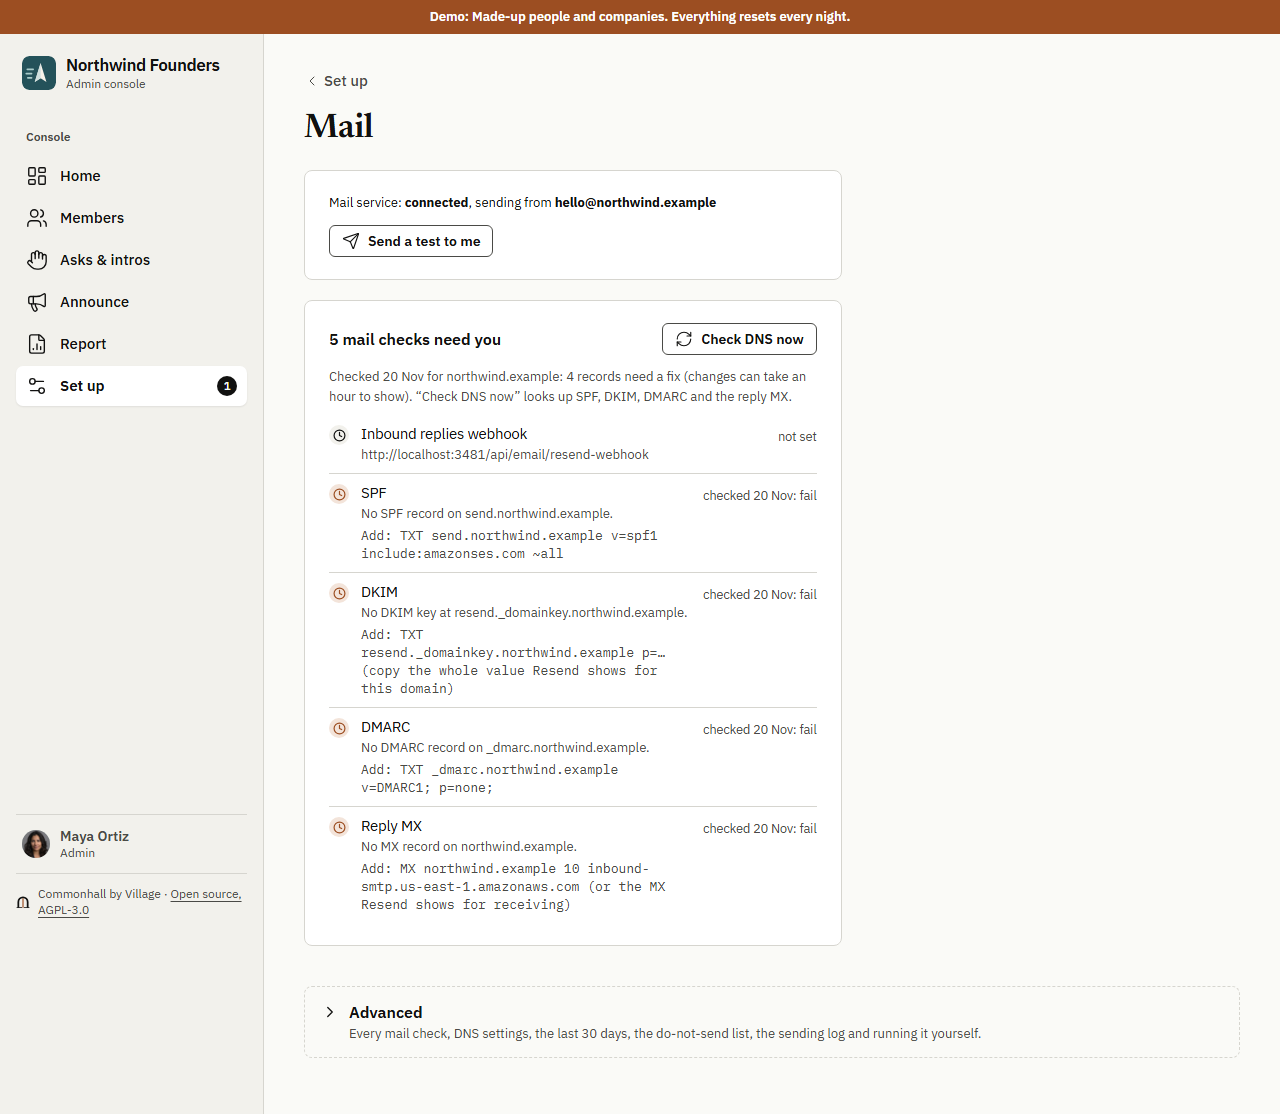 Demo: Made-up people and companies. Everything resets every night.
Northwind Founders
Admin console
Console
Home
Members
Asks & intros
Announce
Report
Set up
1
Maya Ortiz
Admin
Commonhall by Village · Open source,
AGPL-3.0
Set up
Mail
Mail service: connected, sending from hello@northwind.example
Send a test to me
5 mail checks need you
Check DNS now
Checked 20 Nov for northwind.example: 4 records need a fix (changes can take an
hour to show). “Check DNS now” looks up SPF, DKIM, DMARC and the reply MX.
Inbound replies webhook
not set
http://localhost:3481/api/email/resend-webhook
SPF
checked 20 Nov: fail
No SPF record on send.northwind.example.
Add: TXT send.northwind.example v=spf1
include:amazonses.com ~all
DKIM
checked 20 Nov: fail
No DKIM key at resend._domainkey.northwind.example.
Add: TXT
resend._domainkey.northwind.example p=…
(copy the whole value Resend shows for
this domain)
DMARC
checked 20 Nov: fail
No DMARC record on _dmarc.northwind.example.
Add: TXT _dmarc.northwind.example
v=DMARC1; p=none;
Reply MX
checked 20 Nov: fail
No MX record on northwind.example.
Add: MX northwind.example 10 inbound-
smtp.us-east-1.amazonaws.com (or the MX
Resend shows for receiving)
Advanced
Every mail check, DNS settings, the last 30 days, the do-not-send list, the sending log and running it yourself.